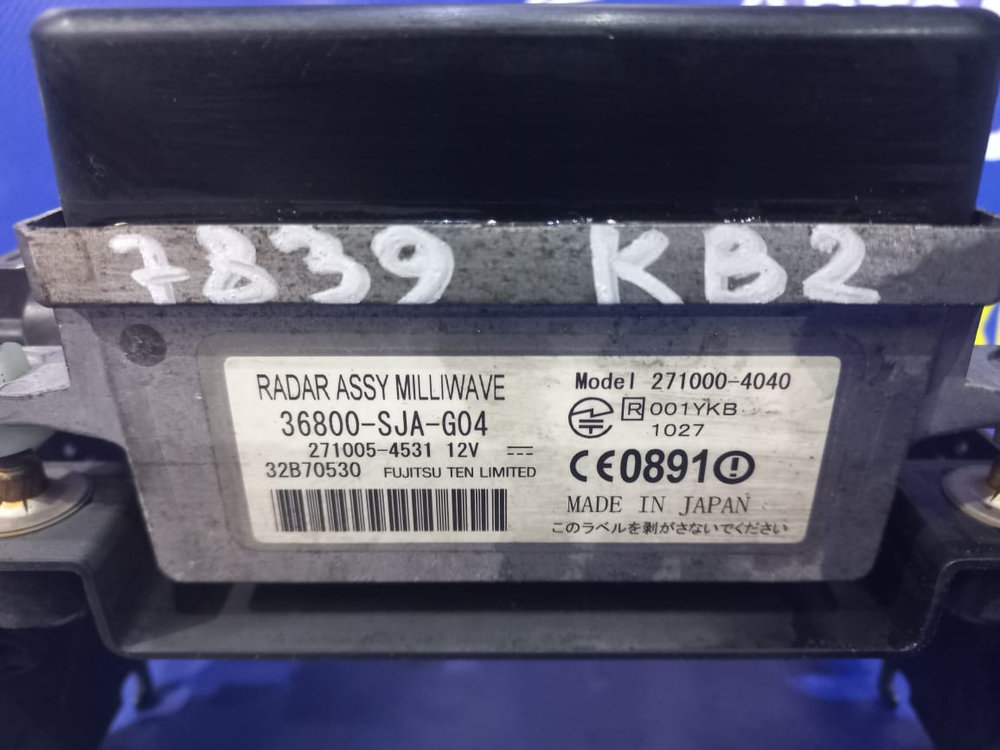 7839 KB2
RADAR ASSY MILLIWAVE
36800-SJA-G04
271005-4531 12V
32B70530 FUJITSU TEN LIMITED
Model 271000-4040
R 001YKB
1027
CE0891
MADE IN JAPAN
このラベルを剥がさないでください